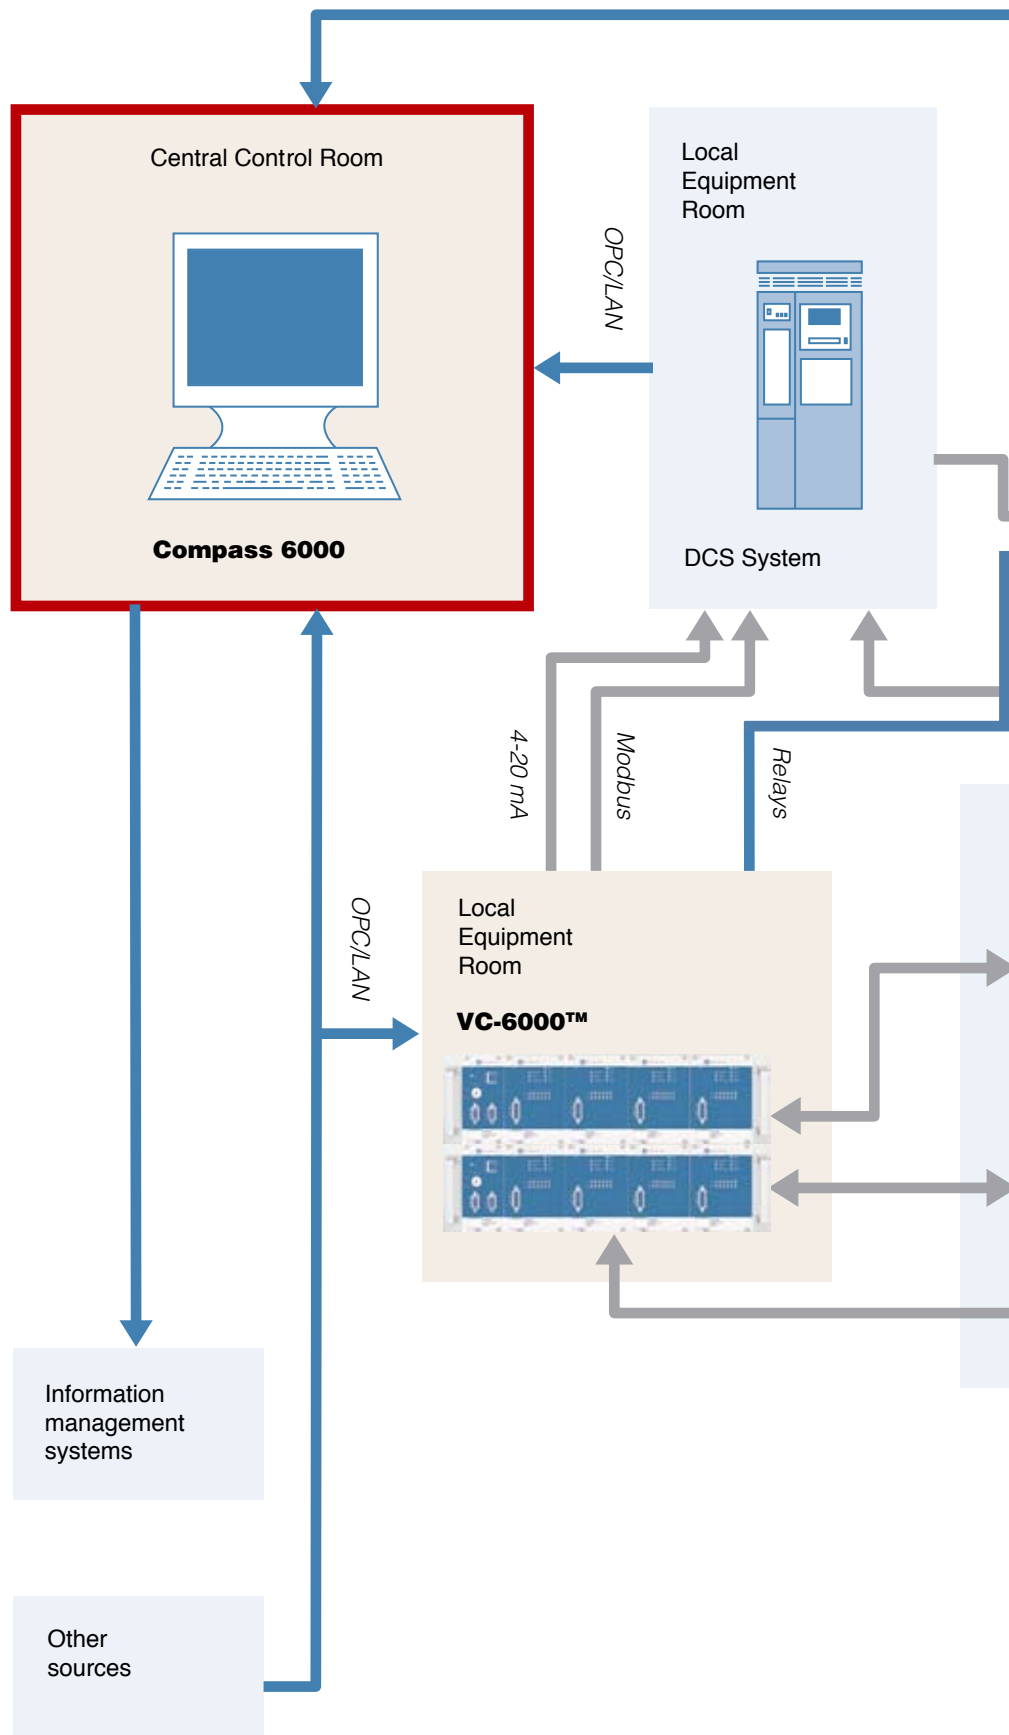 Central Control Room
Compass 6000
OPC/LAN
Local
Equipment
Room
DCS System
4-20 mA
Modbus
Relays
OPC/LAN
Local
Equipment
Room
VC-6000™
Information
management
systems
Other
sources